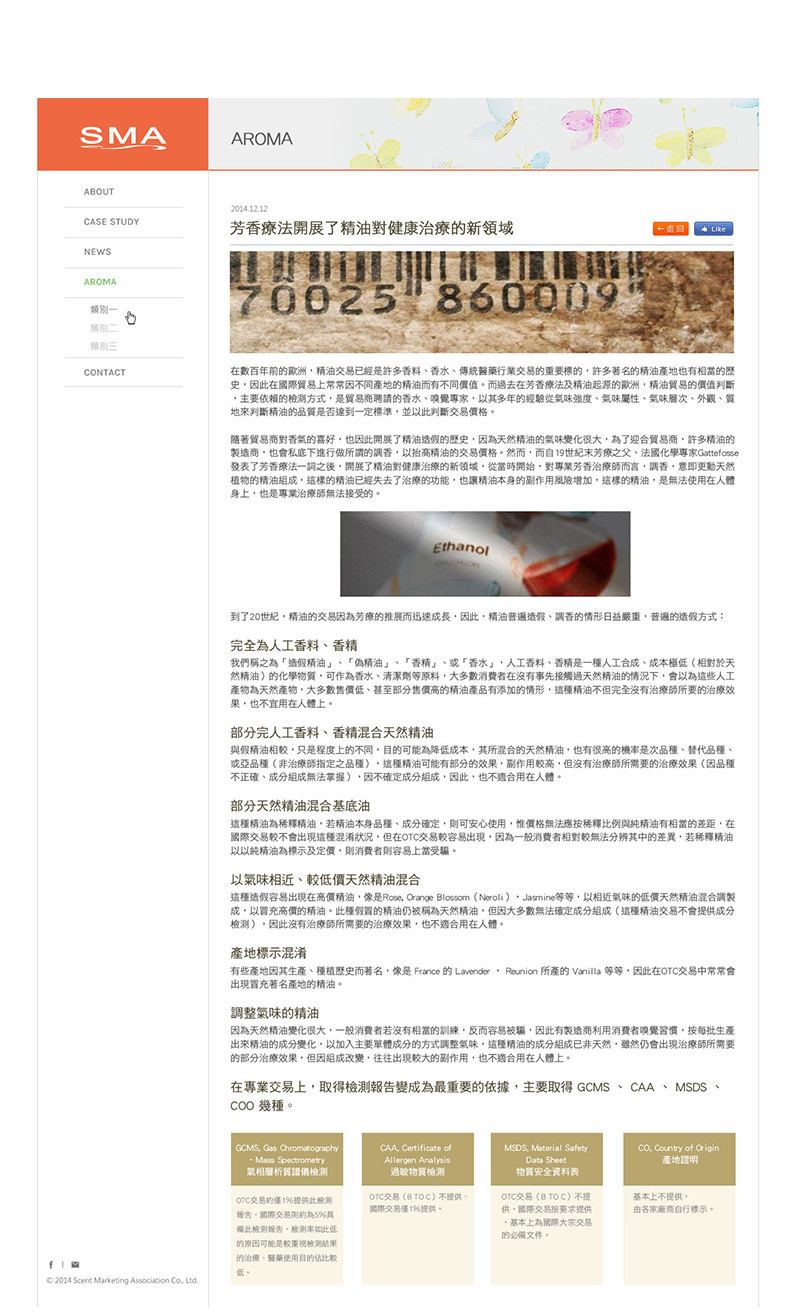 SMA
AROMA
ABOUT
CASE STUDY
NEWS
AROMA
類別一
類別二
類別三
CONTACT
2014.12.12
芳香療法開展了精油對健康治療的新領域
←返回
Like
70025 860009
在數百年前的歐洲，精油交易已經是許多香料、香水、傳統醫藥行業交易的重要標的，許多著名的精油產地也有相當的歷
史，因此在國際貿易上常常因不同產地的精油而有不同價值。而過去在芳香療法及精油起源的歐洲，精油貿易的價值判斷
，主要依賴的檢測方式，是貿易商聘請的香水、嗅覺專家，以其多年的經驗從氣味強度、氣味屬性、氣味層次、外觀、質
地來判斷精油的品質是否達到一定標準，並以此判斷交易價格。
隨著貿易商對香氣的喜好，也因此開展了精油造假的歷史，因為天然精油的氣味變化很大，為了迎合貿易商，許多精油的
製造商，也會私底下進行做所謂的調香，以抬高精油的交易價格。然而，而自19世紀末芳療之父、法國化學專家Gattefosse
發表了芳香療法一詞之後，開展了精油對健康治療的新領域，從當時開始，對專業芳香治療師而言，調香，意即更動天然
植物的精油組成，這樣的精油已經失去了治療的功能，也讓精油本身的副作用風險增加，這樣的精油，是無法使用在人體
身上，也是專業治療師無法接受的。
Ethanol
到了20世紀，精油的交易因為芳療的推展而迅速成長，因此，精油普遍造假、調香的情形日益嚴重，普遍的造假方式：
完全為人工香料、香精
我們稱之為「造假精油」、「偽精油」、「香精」、或「香水」，人工香料、香精是一種人工合成、成本極低（相對於天
然精油）的化學物質，可作為香水、清潔劑等原料，大多數消費者在沒有事先接觸過天然精油的情況下，會以為這些人工
產物為天然產物，大多數售價低、甚至部分售價高的精油產品有添加的情形，這種精油不但完全沒有治療師所要的治療效
果，也不宜用在人體上。
部分完人工香料、香精混合天然精油
與假精油相較，只是程度上的不同，目的可能為降低成本，其所混合的天然精油，也有很高的機率是次品種、替代品種、
或亞品種（非治療師指定之品種），這種精油可能有部分的效果，副作用較高，但沒有治療師所需要的治療效果（因品種
不正確、成分組成無法掌握），因不確定成分組成，因此，也不適合用在人體。
部分天然精油混合基底油
這種精油為稀釋精油，若精油本身品種、成分確定，則可安心使用，惟價格無法應按稀釋比例與純精油有相當的差距，在
國際交易較不會出現這種混淆狀況，但在OTC交易較容易出現，因為一般消費者相對較無法分辨其中的差異，若稀釋精油
以以純精油為標示及定價，則消費者則容易上當受騙。
以氣味相近、較低價天然精油混合
這種造假容易出現在高價精油，像是Rose, Orange Blossom（Neroli），Jasmine等等，以相近氣味的低價天然精油混合調製
成，以冒充高價的精油。此種假冒的精油仍被稱為天然精油，但因大多數無法確定成分組成（這種精油交易不會提供成分
檢測），因此沒有治療師所需要的治療效果，也不適合用在人體。
產地標示混淆
有些產地因其生產、種植歷史而著名，像是 France 的 Lavender ， Reunion 所產的 Vanilla 等等，因此在OTC交易中常常會
出現冒充著名產地的精油。
調整氣味的精油
因為天然精油變化很大，一般消費者若沒有相當的訓練，反而容易被騙，因此有製造商利用消費者嗅覺習慣，按每批生產
出來精油的成分變化，以加入主要單體成分的方式調整氣味，這種精油的成分組成已非天然，雖然仍會出現治療師所需要
的部分治療效果，但因組成改變，往往出現較大的副作用，也不適合用在人體上。
在專業交易上，取得檢測報告變成為最重要的依據，主要取得 GCMS 、 CAA 、 MSDS 、
COO 幾種。
GCMS, Gas Chromatography
- Mass Spectrometry
氣相層析質譜儀檢測
OTC交易約僅1%提供此檢測
報告，國際交易則約為5%具
備此檢測報告，檢測率如此低
的原因可能是較重視檢測結果
的治療、醫藥使用目的佔比較
低。
CAA, Certificate of
Allergen Analysis
過敏物質檢測
OTC交易（B TO C）不提供、
國際交易僅1%提供。
MSDS, Material Safety
Data Sheet
物質安全資料表
OTC交易（B TO C）不提
供，國際交易按要求提供
，基本上為國際大宗交易
的必備文件。
CO, Country of Origin
產地證明
基本上不提供，
由各家廠商自行標示。
f
© 2014 Scent Marketing Association Co., Ltd.